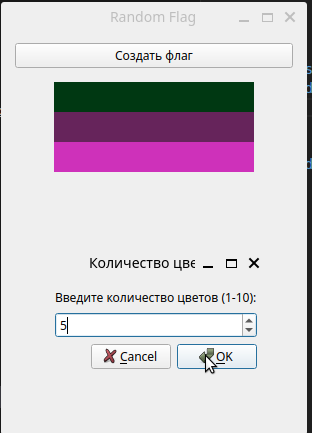 Random Flag
Создать флаг
Количество цве
Введите количество цветов (1-10):
5
Cancel
OK